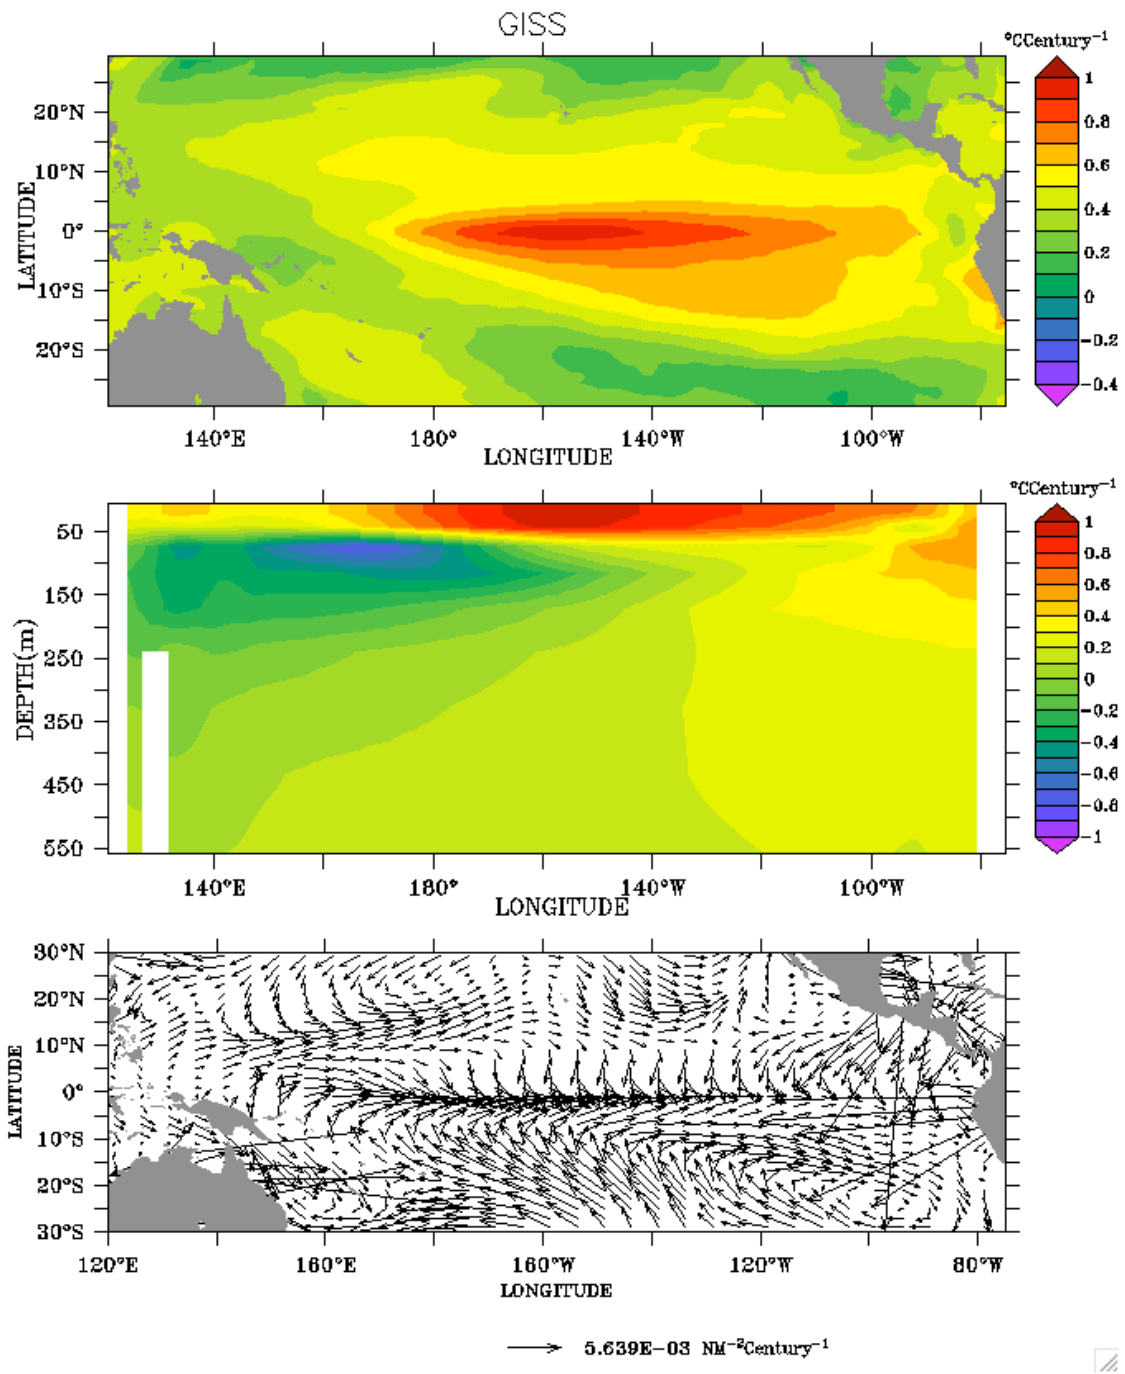 GISS
°CCentury⁻¹
1
0.8
0.6
0.4
0.2
0
-0.2
-0.4
20°N
10°N
0°
10°S
20°S
LATITUDE
140°E 180° 140°W 100°W
LONGITUDE
°CCentury⁻¹
1
0.8
0.6
0.4
0.2
0
-0.2
-0.4
-0.6
-0.8
-1
50
150
250
350
450
550
DEPTH(m)
140°E 180° 140°W 100°W
LONGITUDE
30°N
20°N
10°N
0°
10°S
20°S
30°S
LATITUDE
120°E 160°E 160°W 120°W 80°W
LONGITUDE
5.639E-03 NM⁻²Century⁻¹